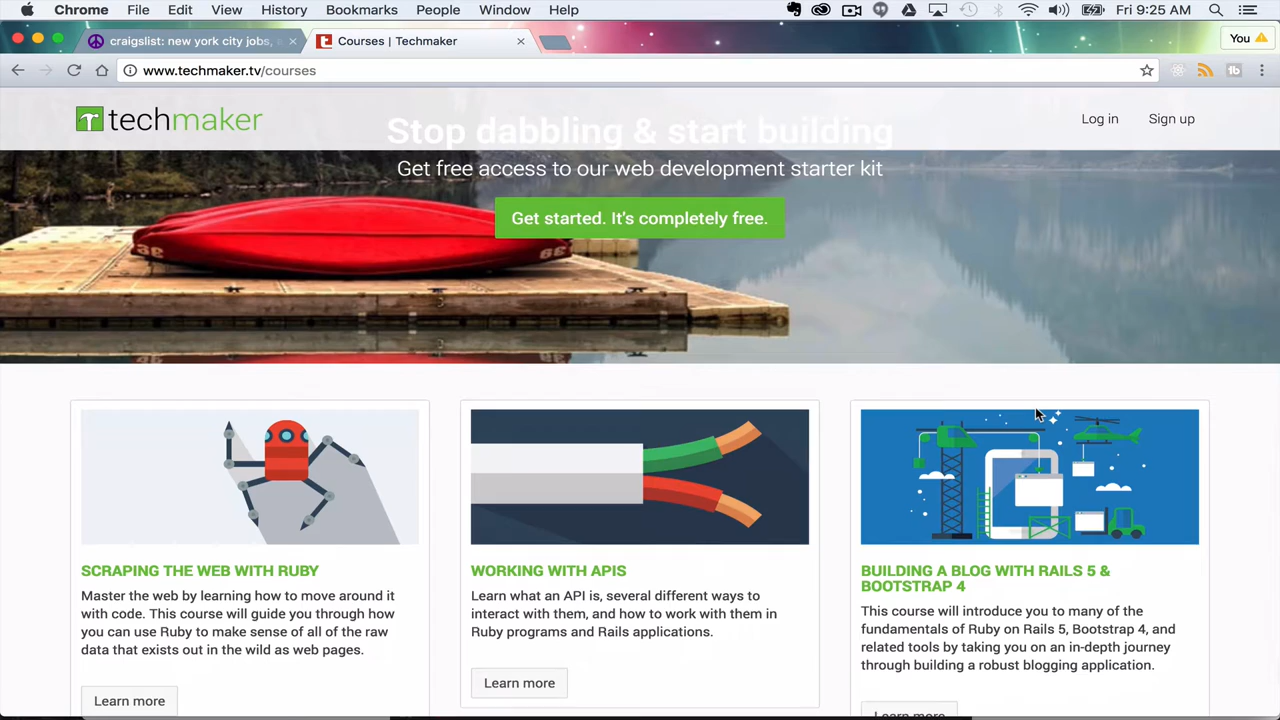 Chrome File Edit View History Bookmarks People Window Help Fri 9:25 AM
craigslist: new york city jobs,
Courses | Techmaker
You
www.techmaker.tv/courses
techmaker
Log in
Sign up
Stop dabbling & start building
Get free access to our web development starter kit
Get started. It's completely free.
SCRAPING THE WEB WITH RUBY
Master the web by learning how to move around it
with code. This course will guide you through how
you can use Ruby to make sense of all of the raw
data that exists out in the wild as web pages.
Learn more
WORKING WITH APIS
Learn what an API is, several different ways to
interact with them, and how to work with them in
Ruby programs and Rails applications.
Learn more
BUILDING A BLOG WITH RAILS 5 &
BOOTSTRAP 4
This course will introduce you to many of the
fundamentals of Ruby on Rails 5, Bootstrap 4, and
related tools by taking you on an in-depth journey
through building a robust blogging application.
Learn more